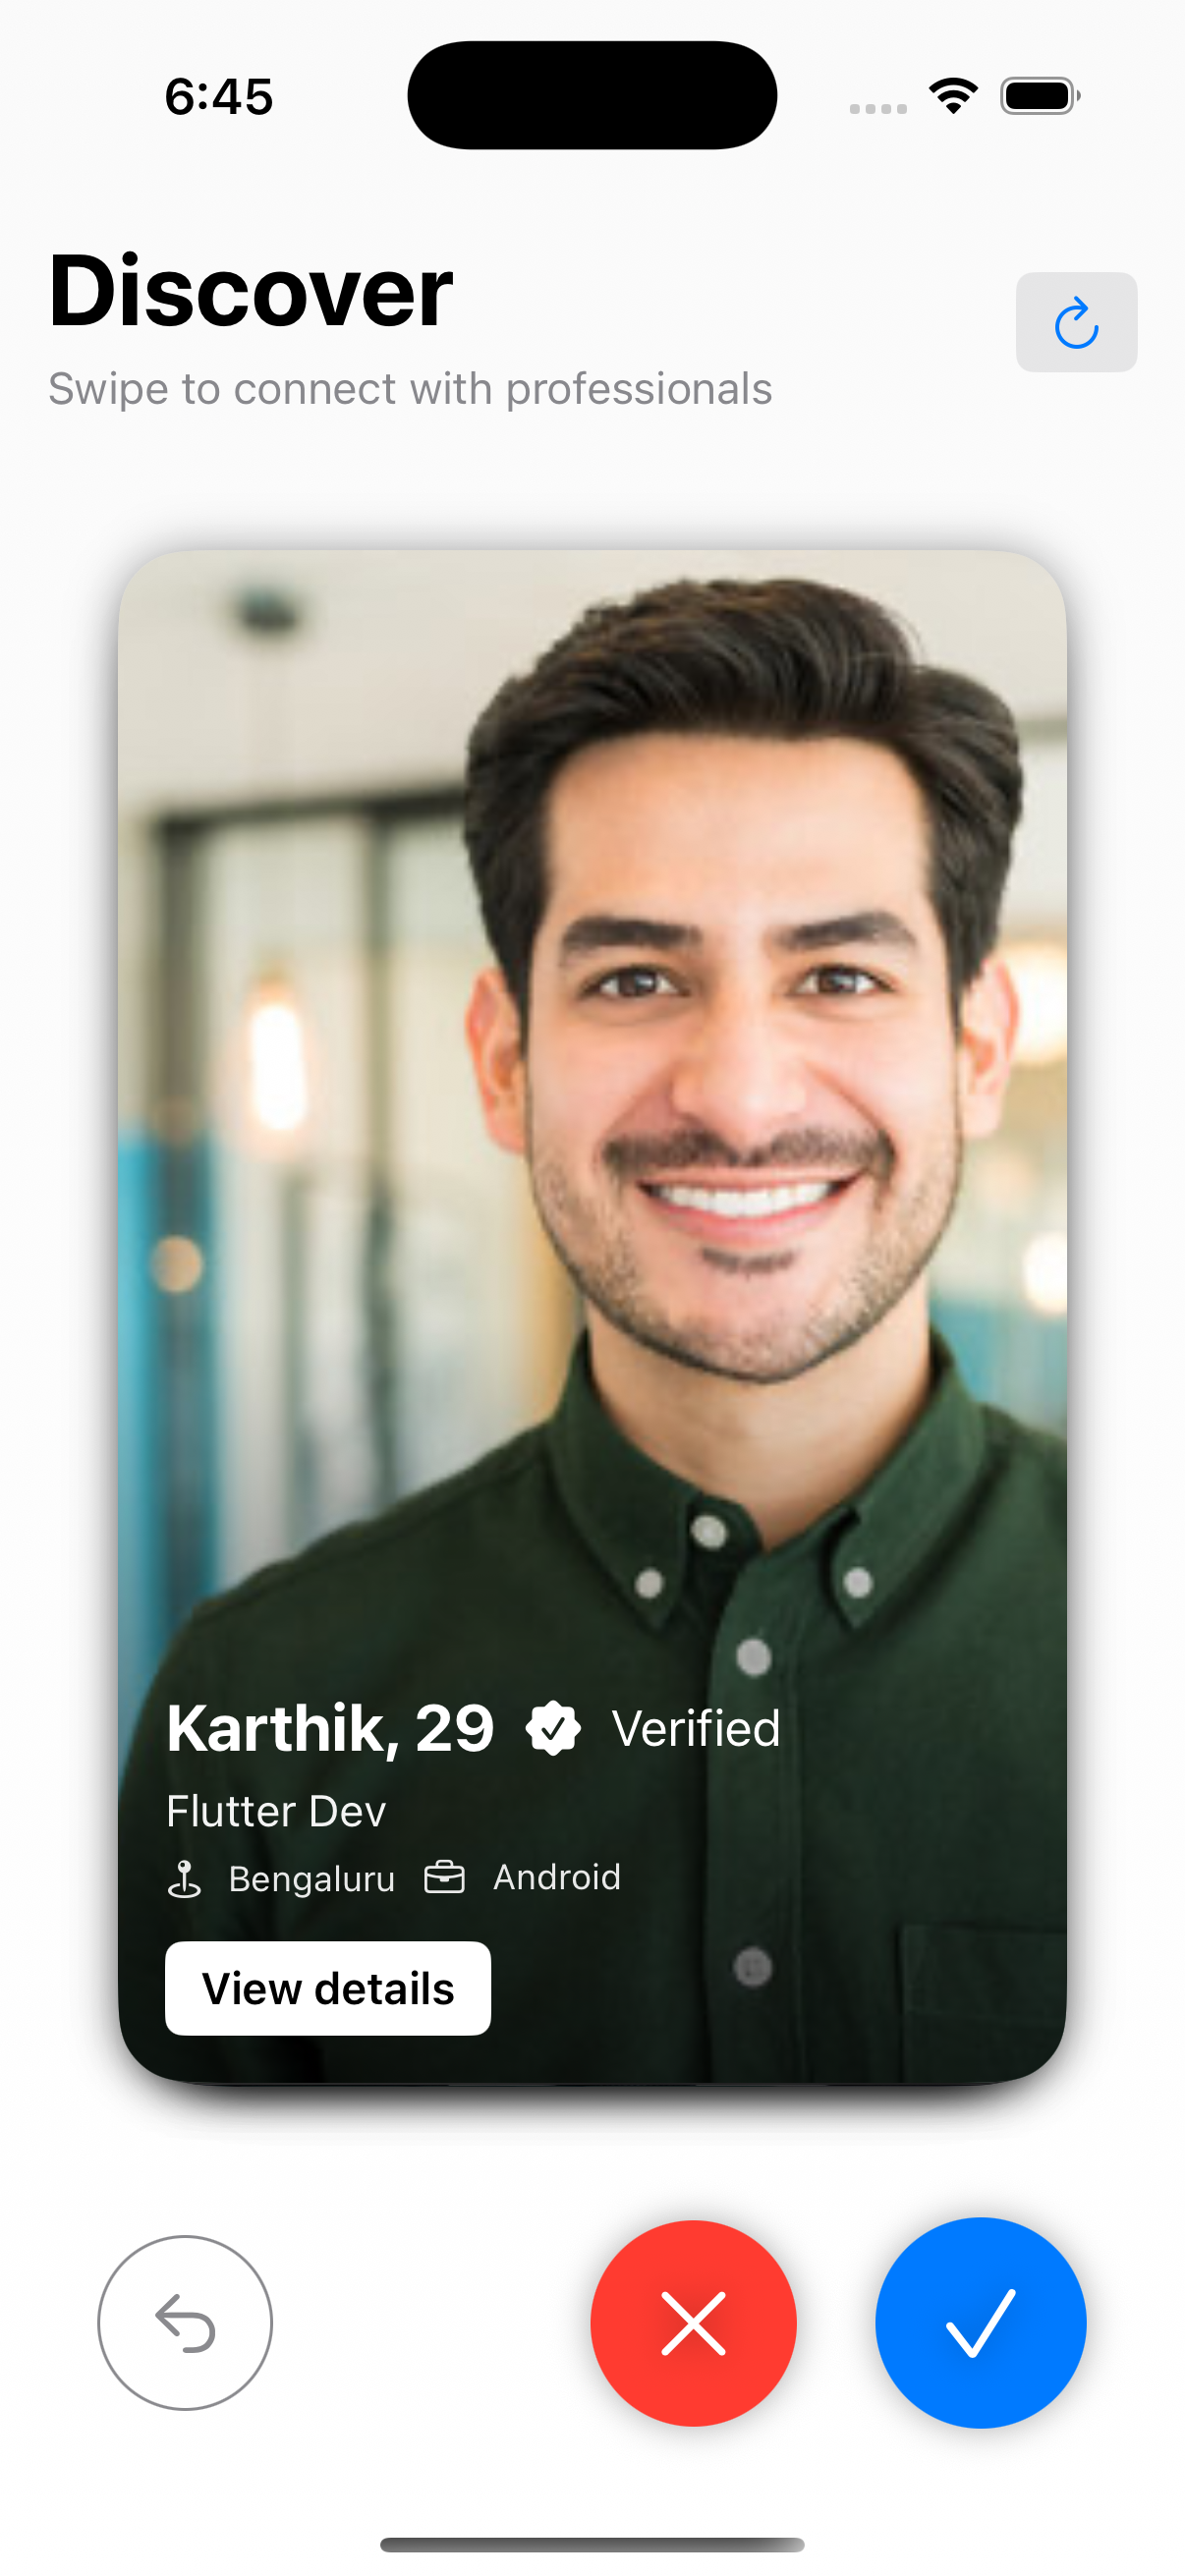 6:45
Discover
Swipe to connect with professionals
Karthik, 29 Verified
Flutter Dev
Bengaluru Android
View details